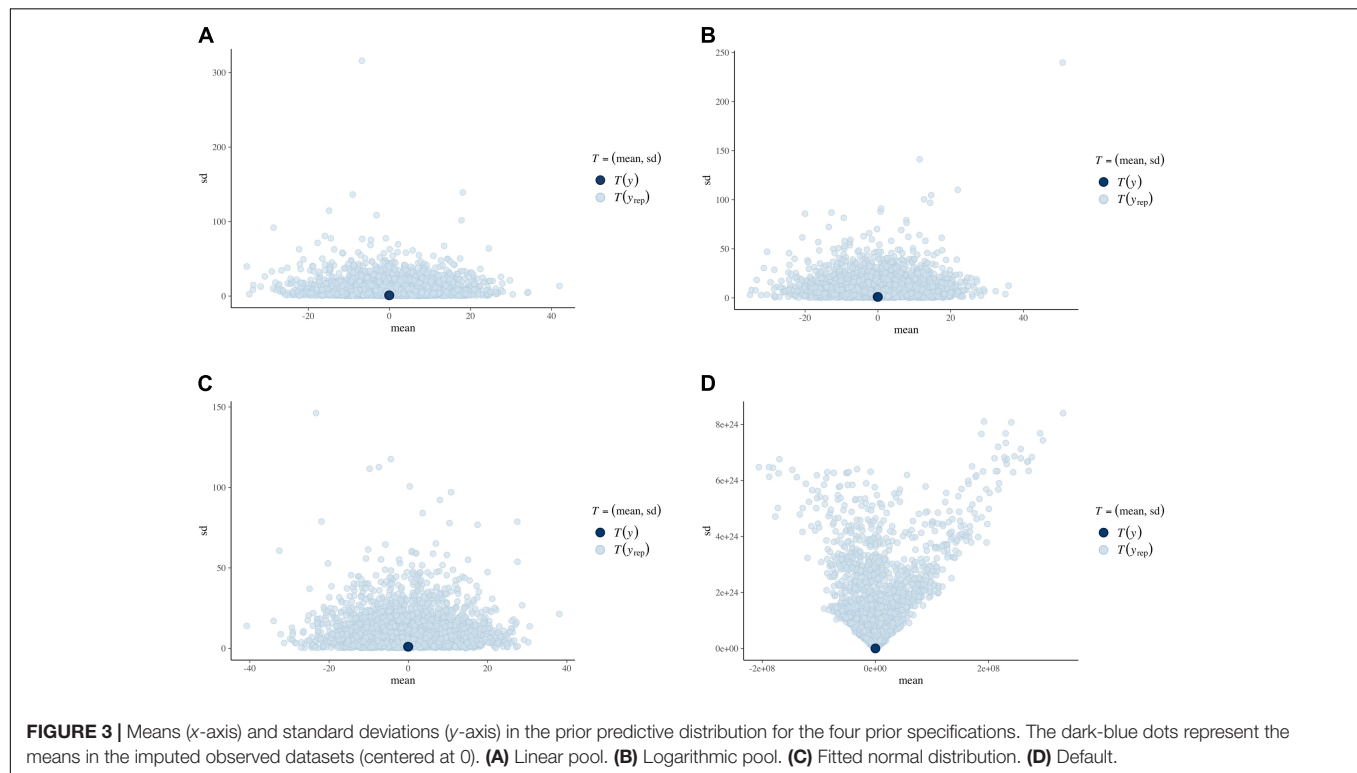 A
300
200
100
0
sd
-20
0
20
40
mean
T = (mean, sd)
T(y)
T(yrep)
B
250
200
150
100
50
0
sd
-20
0
20
40
mean
T = (mean, sd)
T(y)
T(yrep)
C
150
100
50
0
sd
-40
-20
0
20
40
mean
T = (mean, sd)
T(y)
T(yrep)
D
8e+24
6e+24
4e+24
2e+24
0e+00
sd
-2e+08
0e+00
2e+08
mean
T = (mean, sd)
T(y)
T(yrep)
FIGURE 3 | Means (x-axis) and standard deviations (y-axis) in the prior predictive distribution for the four prior specifications. The dark-blue dots represent the
means in the imputed observed datasets (centered at 0). (A) Linear pool. (B) Logarithmic pool. (C) Fitted normal distribution. (D) Default.